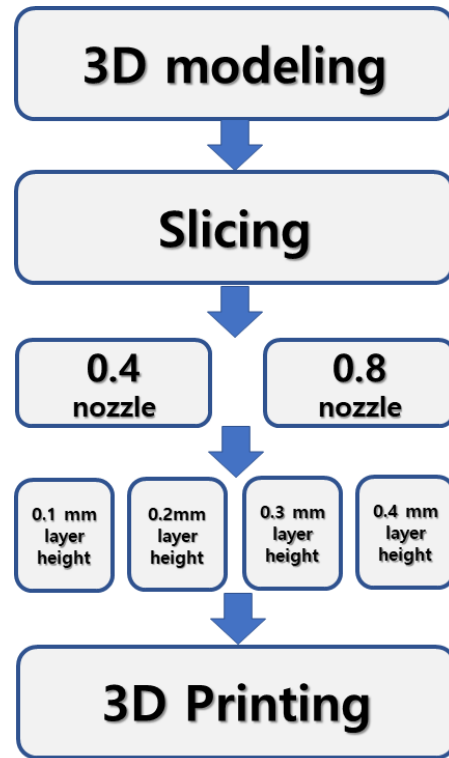 3D modeling
Slicing
0.4
nozzle
0.8
nozzle
0.1 mm
layer
height
0.2mm
layer
height
0.3 mm
layer
height
0.4 mm
layer
height
3D Printing